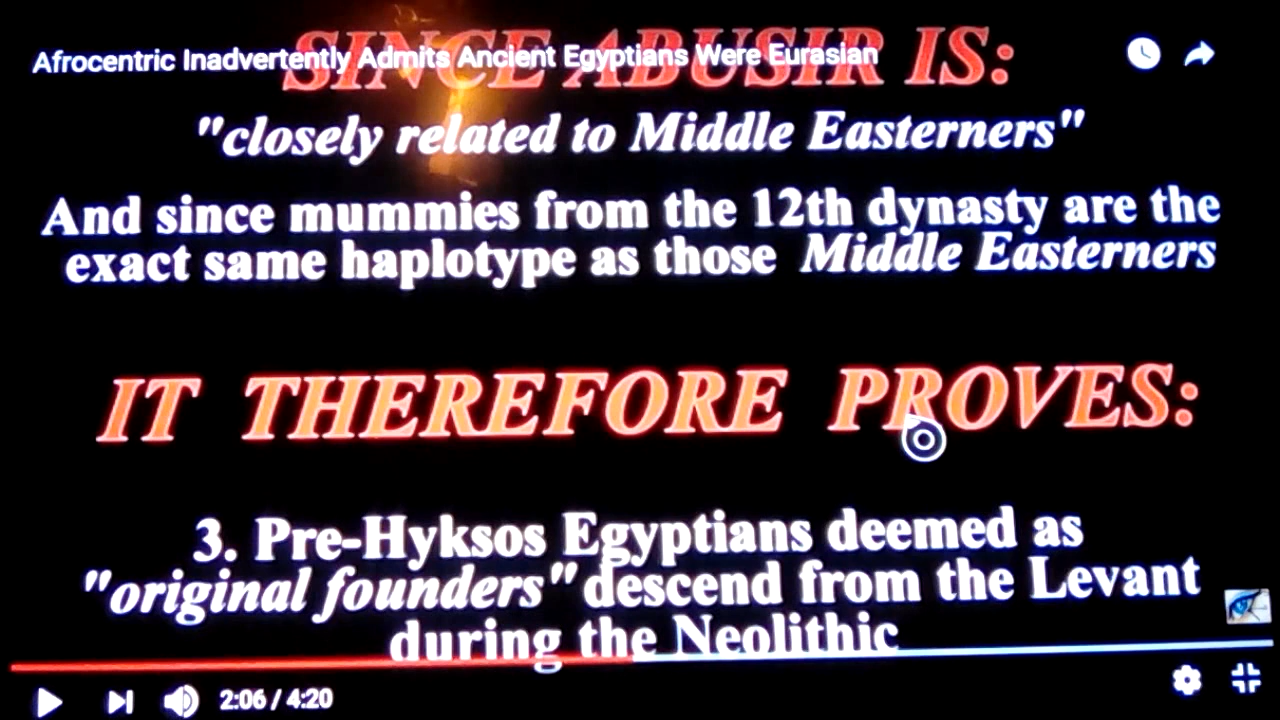 SINCE ABUSIR IS:
Afrocentric Inadvertently Admits Ancient Egyptians Were Eurasian
"closely related to Middle Easterners"
And since mummies from the 12th dynasty are the
exact same haplotype as those Middle Easterners
IT THEREFORE PROVES:
3. Pre-Hyksos Egyptians deemed as
"original founders" descend from the Levant
during the Neolithic
2:06 / 4:20